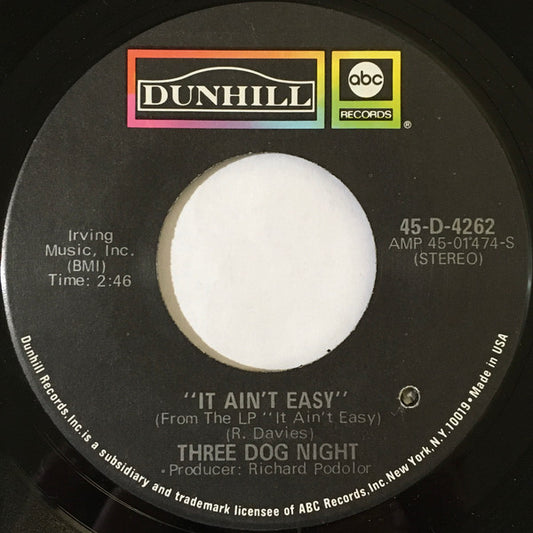 DUNHILL
abc
RECORDS
®
Irving
Music, Inc.
(BMI)
Time: 2:46
45-D-4262
AMP 45-01474-S
(STEREO)
"IT AIN'T EASY"
(From The LP "It Ain't Easy)
(R. Davies)
THREE DOG NIGHT
• Producer: Richard Podolor
Dunhill Records, Inc. is a subsidiary and trademark licensee of ABC Records, Inc. New York, N.Y. 10019 • Made in USA